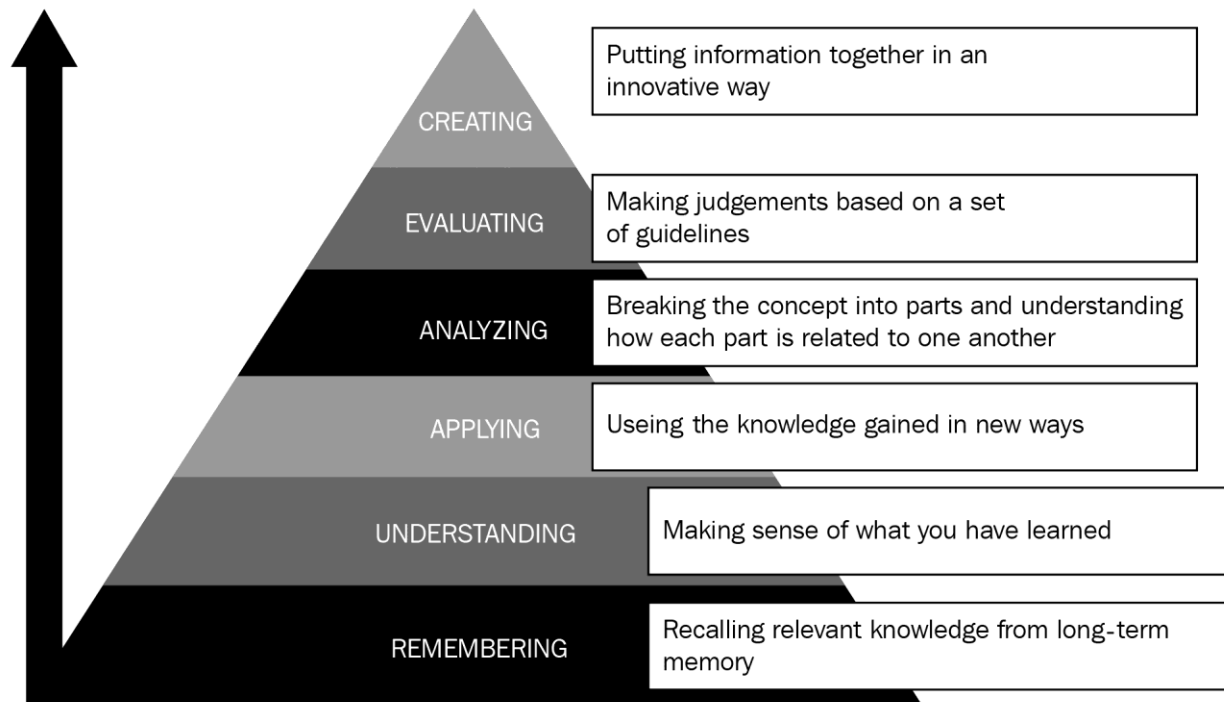 Putting information together in an
innovative way
CREATING
Making judgements based on a set
of guidelines
EVALUATING
Breaking the concept into parts and understanding
how each part is related to one another
ANALYZING
Useing the knowledge gained in new ways
APPLYING
Making sense of what you have learned
UNDERSTANDING
Recalling relevant knowledge from long-term
memory
REMEMBERING